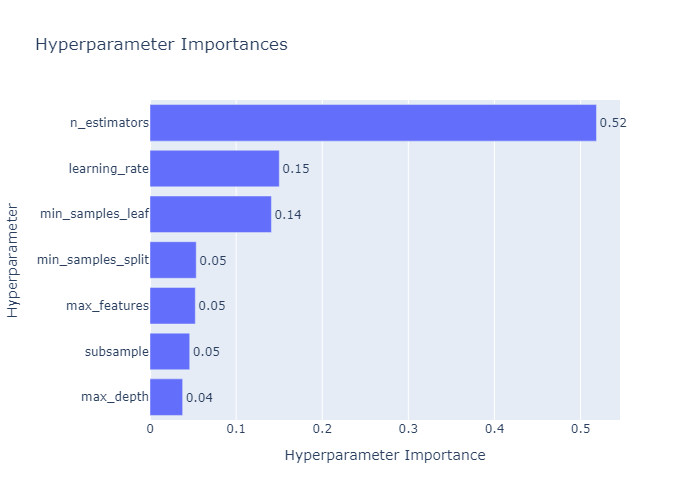 Hyperparameter Importances
Hyperparameter
n_estimators 0.52
learning_rate 0.15
min_samples_leaf 0.14
min_samples_split 0.05
max_features 0.05
subsample 0.05
max_depth 0.04
0 0.1 0.2 0.3 0.4 0.5
Hyperparameter Importance